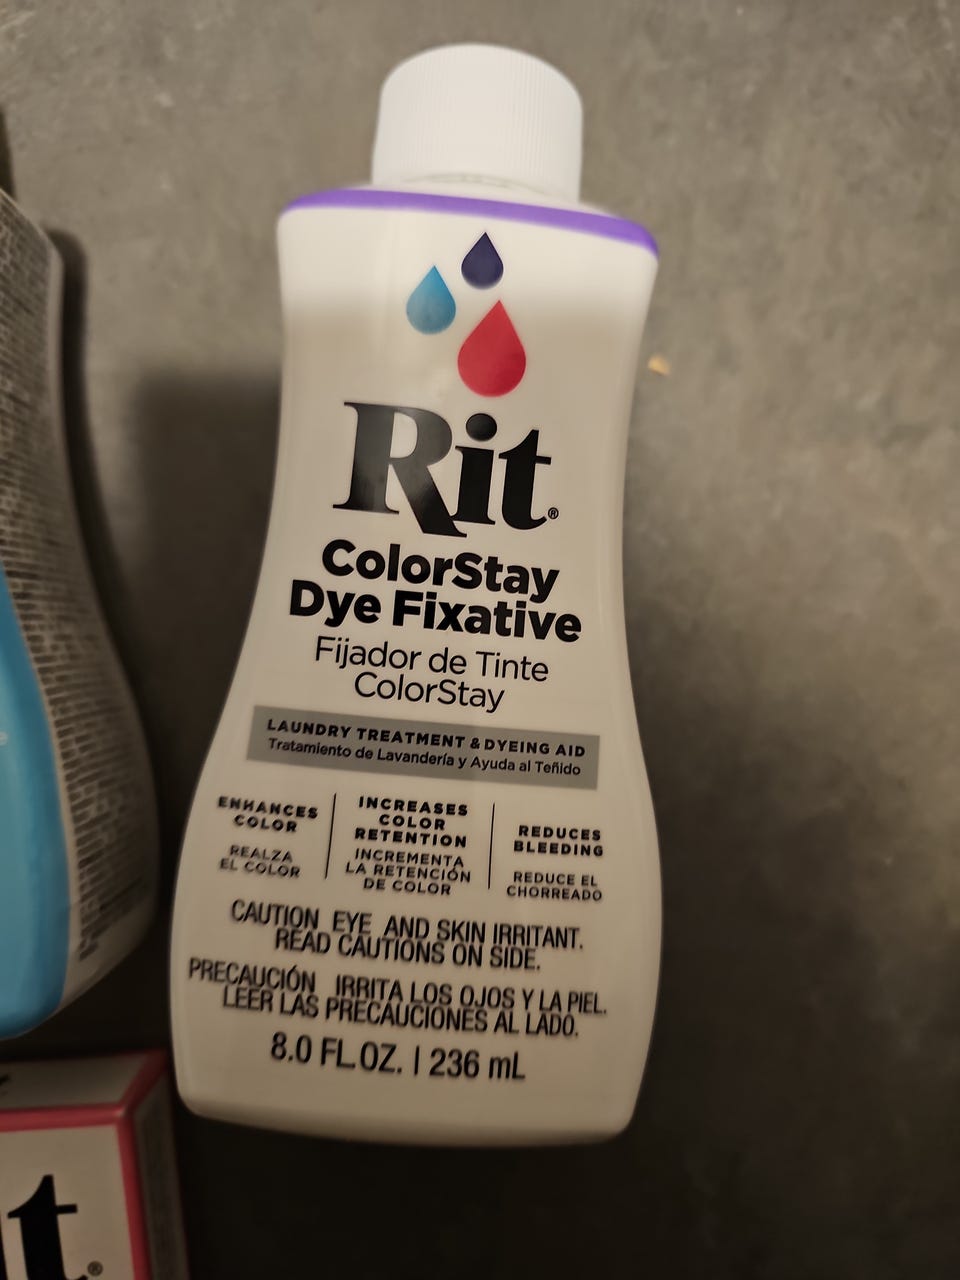 Rit®
ColorStay
Dye Fixative
Fijador de Tinte
ColorStay
LAUNDRY TREATMENT & DYEING AID
Tratamiento de Lavandería y Ayuda al Teñido
ENHANCES
COLOR
REALZA
EL COLOR
INCREASES
COLOR
RETENTION
INCREMENTA
LA RETENCIÓN
DE COLOR
REDUCES
BLEEDING
REDUCE EL
CHORREADO
CAUTION EYE AND SKIN IRRITANT.
READ CAUTIONS ON SIDE.
PRECAUCIÓN IRRITA LOS OJOS Y LA PIEL.
LEER LAS PRECAUCIONES AL LADO.
8.0 FL OZ. | 236 mL
it®